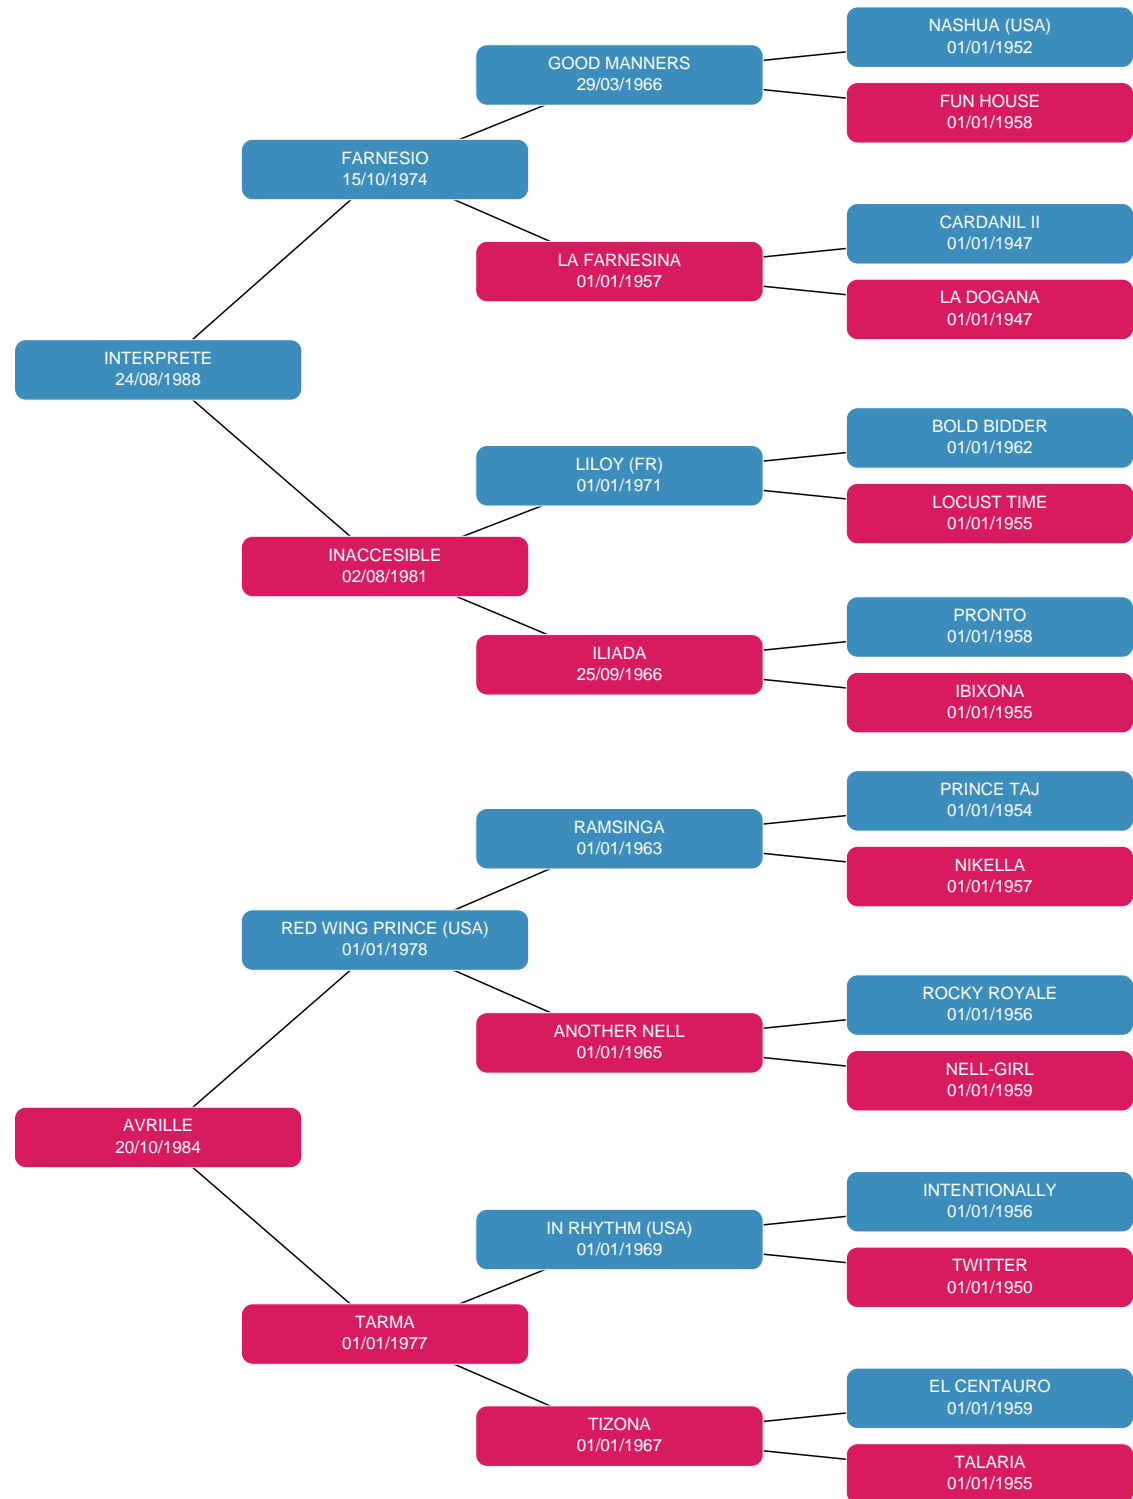 NASHUA (USA)
01/01/1952
GOOD MANNERS
29/03/1966
FUN HOUSE
01/01/1958
FARNESIO
15/10/1974
CARDANIL II
01/01/1947
LA FARNESINA
01/01/1957
LA DOGANA
01/01/1947
INTERPRETE
24/08/1988
BOLD BIDDER
01/01/1962
LILOY (FR)
01/01/1971
LOCUST TIME
01/01/1955
INACCESIBLE
02/08/1981
PRONTO
01/01/1958
ILIADA
25/09/1966
IBIXONA
01/01/1955
PRINCE TAJ
01/01/1954
RAMSINGA
01/01/1963
NIKELLA
01/01/1957
RED WING PRINCE (USA)
01/01/1978
ROCKY ROYALE
01/01/1956
ANOTHER NELL
01/01/1965
NELL-GIRL
01/01/1959
AVRILLE
20/10/1984
INTENTIONALLY
01/01/1956
IN RHYTHM (USA)
01/01/1969
TWITTER
01/01/1950
TARMA
01/01/1977
EL CENTAURO
01/01/1959
TIZONA
01/01/1967
TALARIA
01/01/1955